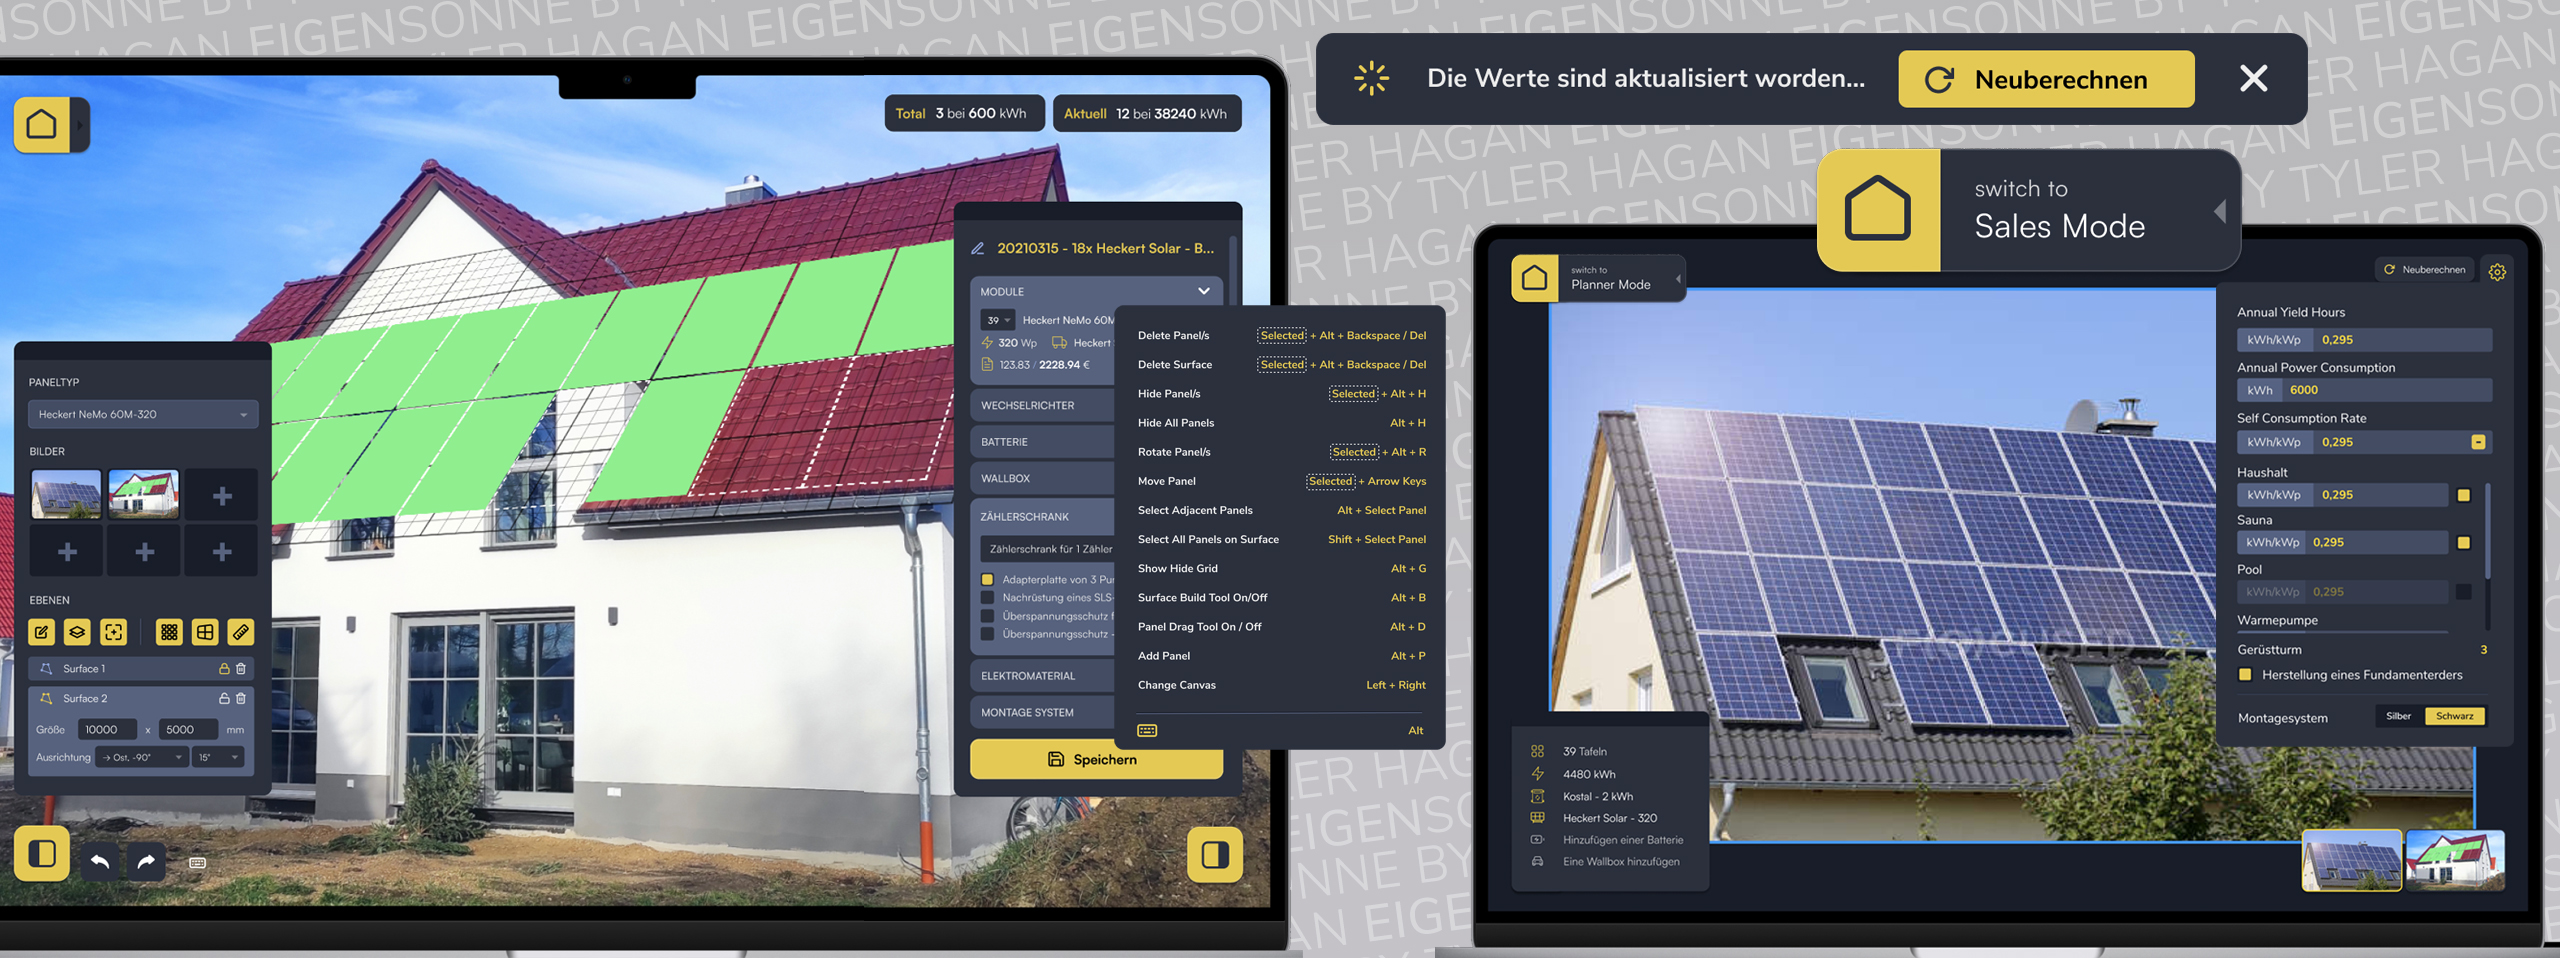 EIGENSONNE BY TYLER HAGAN EIGENSONNE BY TYLER HAGAN
Total 3 bei 600 kWh
Aktuell 12 bei 38240 kWh
PANELTYP
Heckert NeMo 60M-320
BILDER
EBENEN
Surface 1
Surface 2
Größe 10000 x 5000 mm
Ausrichtung → Ost, -90° 15°
20210315 - 18x Heckert Solar - B...
MODULE
39 Heckert NeMo 60M
320 Wp Heckert
123.83 / 2228.94 €
WECHSELRICHTER
BATTERIE
WALLBOX
ZÄHLERSCHRANK
Zählerschrank für 1 Zähler
Adapterplatte von 3 Pu
Nachrüstung eines SLS-
Überspannungsschutz f
Überspannungsschutz -
ELEKTROMATERIAL
MONTAGE SYSTEM
Speichern
Delete Panel/s Selected + Alt + Backspace / Del
Delete Surface Selected + Alt + Backspace / Del
Hide Panel/s Selected + Alt + H
Hide All Panels Alt + H
Rotate Panel/s Selected + Alt + R
Move Panel Selected + Arrow Keys
Select Adjacent Panels Alt + Select Panel
Select All Panels on Surface Shift + Select Panel
Show Hide Grid Alt + G
Surface Build Tool On/Off Alt + B
Panel Drag Tool On / Off Alt + D
Add Panel Alt + P
Change Canvas Left + Right
Alt
Die Werte sind aktualisiert worden... Neuberechnen
switch to
Sales Mode
switch to
Planner Mode
Neuberechnen
Annual Yield Hours
kWh/kWp 0,295
Annual Power Consumption
kWh 6000
Self Consumption Rate
kWh/kWp 0,295
Haushalt
kWh/kWp 0,295
Sauna
kWh/kWp 0,295
Pool
kWh/kWp 0,295
Warmepumpe
Gerüstturm 3
Herstellung eines Fundamenterders
Montagesystem Silber Schwarz
39 Tafeln
4480 kWh
Kostal - 2 kWh
Heckert Solar - 320
Hinzufügen einer Batterie
Eine Wallbox hinzufügen